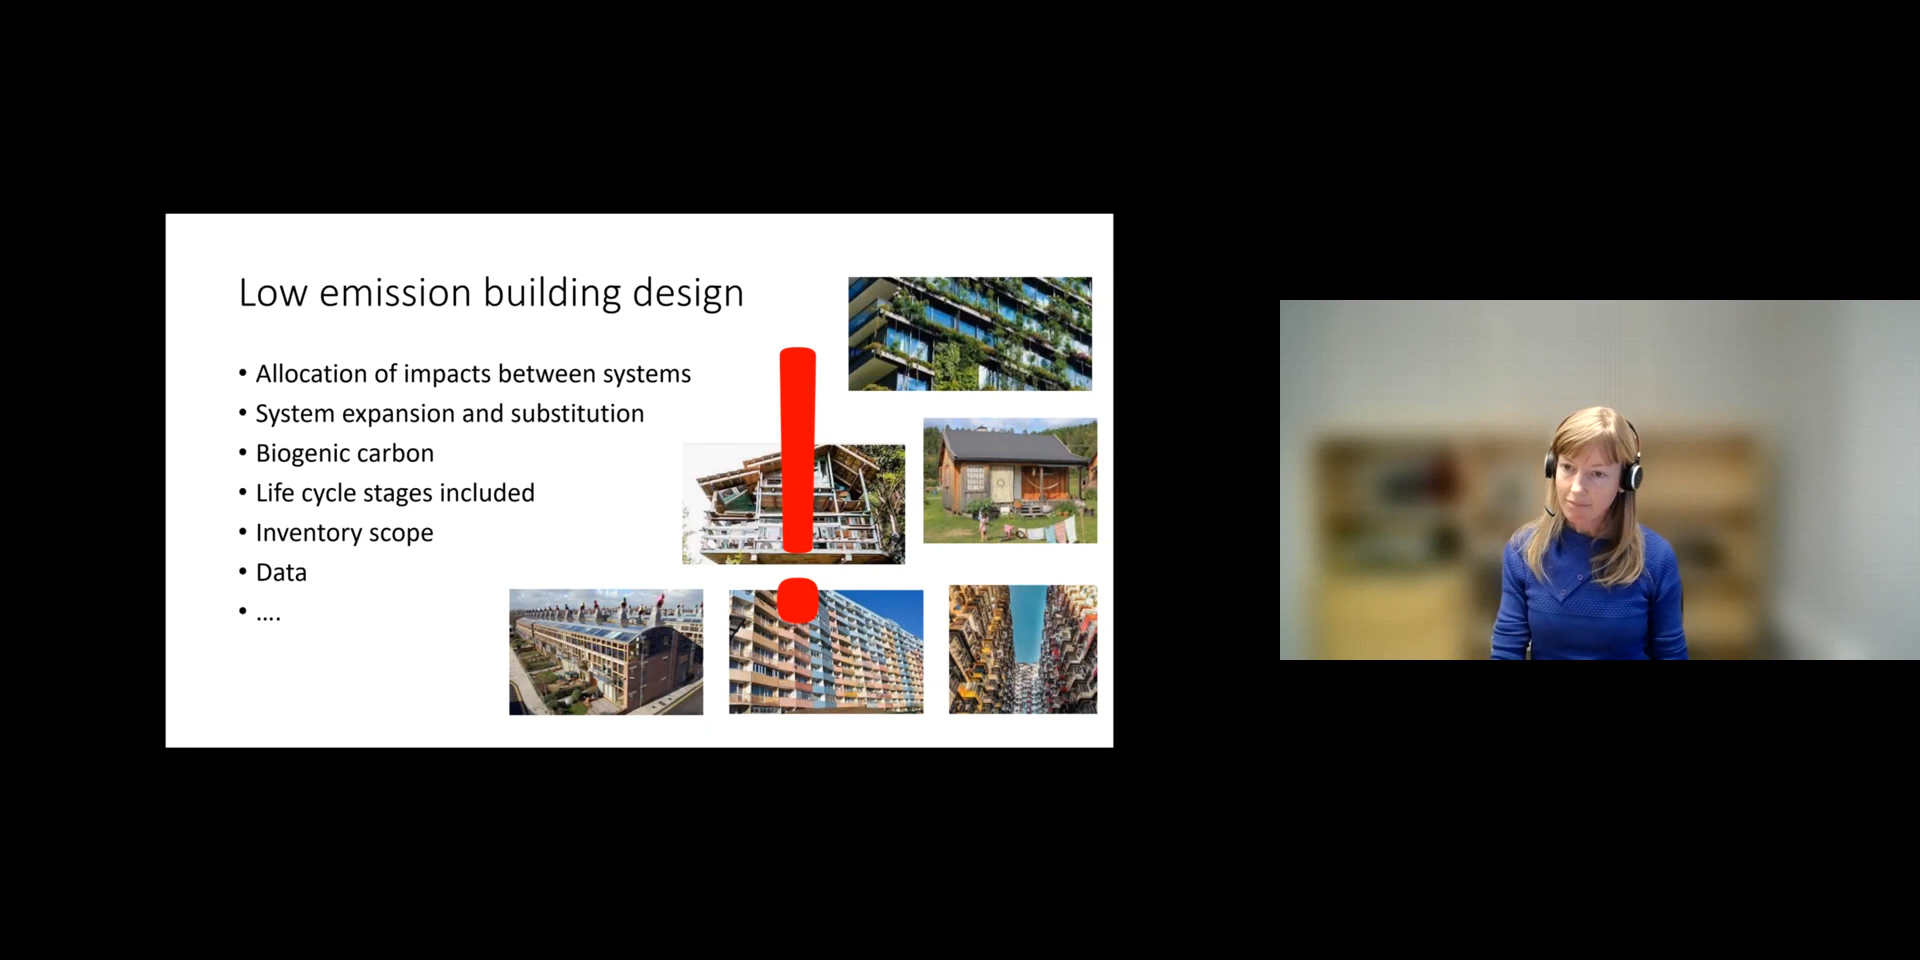 Low emission building design
• Allocation of impacts between systems
• System expansion and substitution
• Biogenic carbon
• Life cycle stages included
• Inventory scope
• Data
• ....